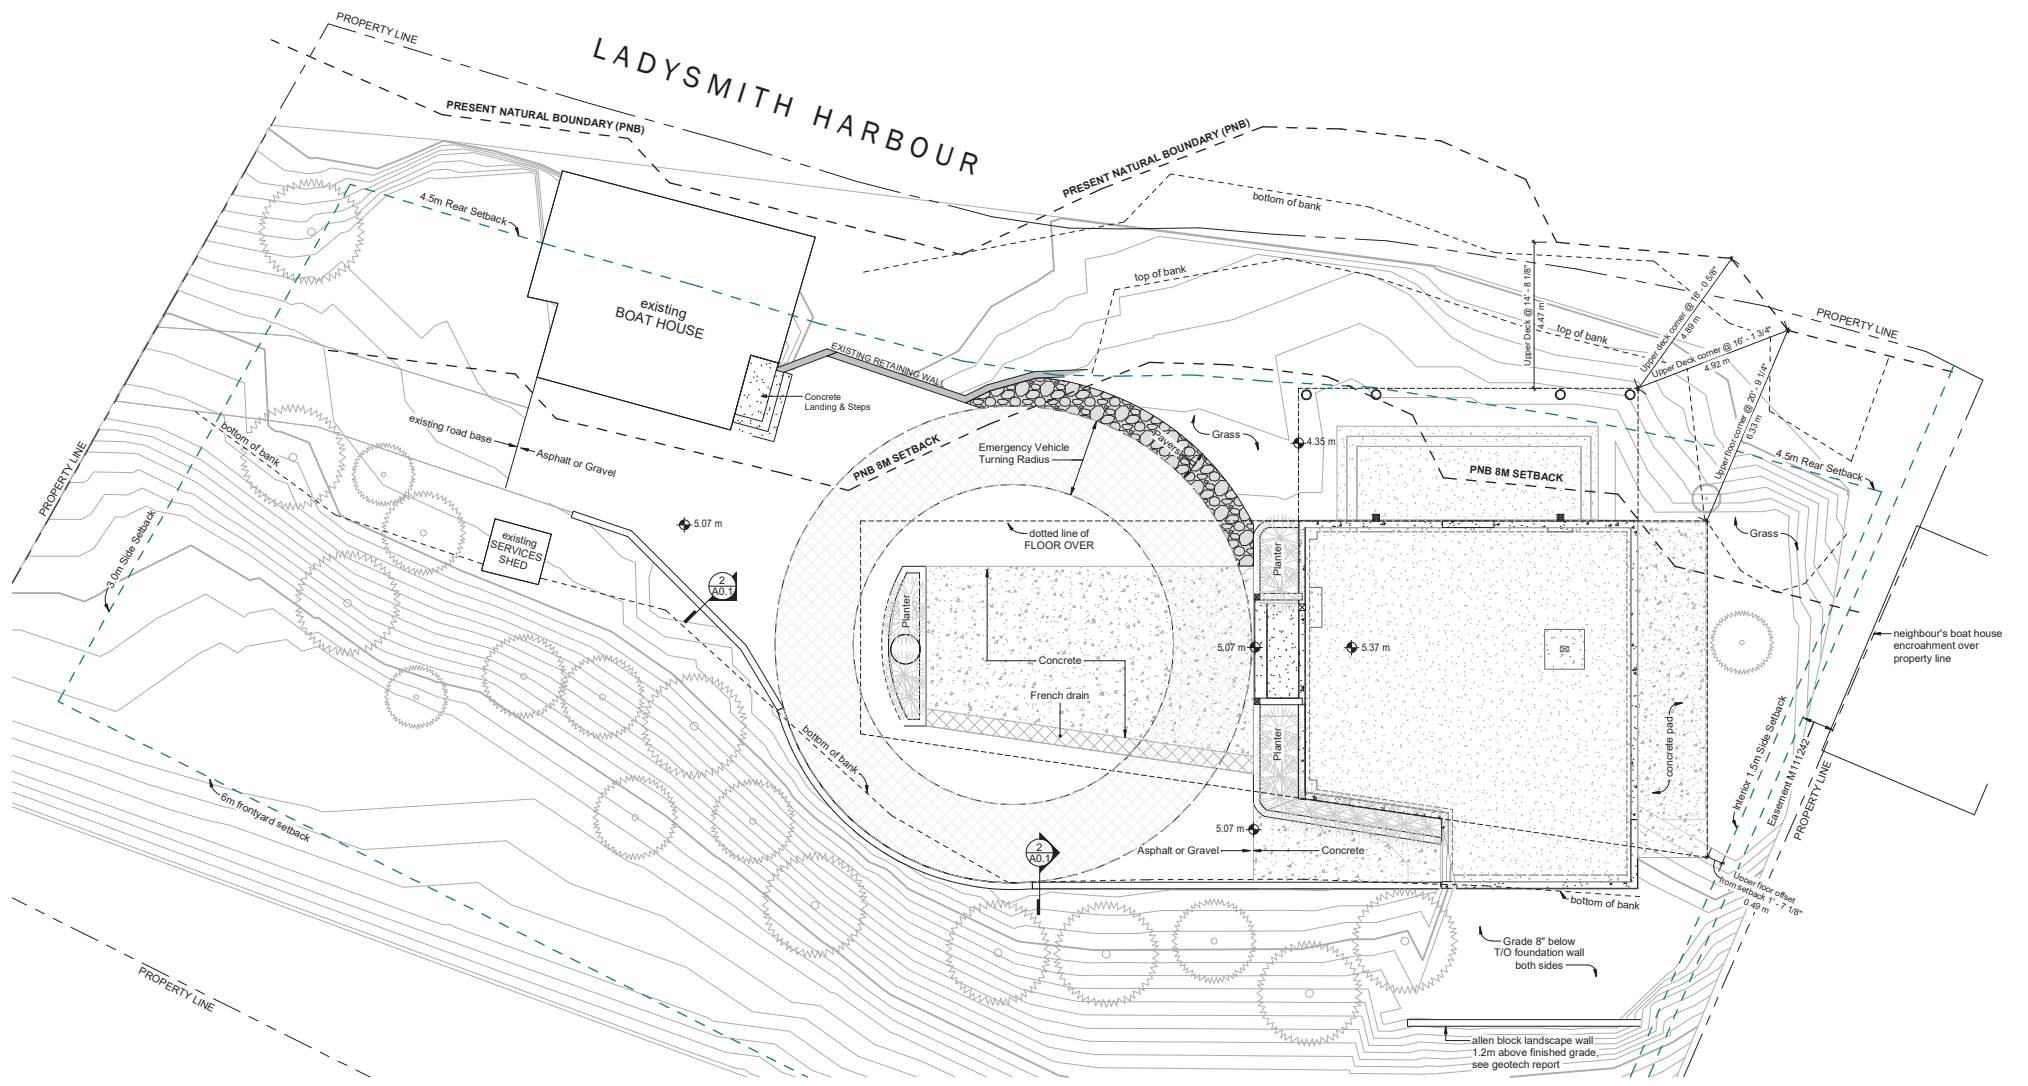 PROPERTY LINE
LADYSMITH HARBOUR
PRESENT NATURAL BOUNDARY (PNB)
PRESENT NATURAL BOUNDARY (PNB)
bottom of bank
4.5m Rear Setback
top of bank
Upper Deck @ 14' - 8 1/8"
4.47 m
Upper deck corner @ 16' - 0 5/8"
4.89 m
top of bank
Upper Deck corner @ 16' - 1 3/4"
4.92 m
PROPERTY LINE
Upper floor corner @ 20' - 9 1/4"
6.33 m
existing
BOAT HOUSE
EXISTING RETAINING WALL
Concrete
Landing & Steps
existing road base
Asphalt or Gravel
bottom of bank
PROPERTY LINE
Emergency Vehicle
Turning Radius
PNB 8M SETBACK
Pavers
Grass
4.35 m
PNB 8M SETBACK
4.5m Rear Setback
Grass
3.0m Side Setback
existing
SERVICES
SHED
5.07 m
2
A0.1
dotted line of
FLOOR OVER
Planter
Planter
Concrete
French drain
5.07 m
5.37 m
Planter
concrete pad
neighbour's boat house
encroahment over
property line
Interior 1.5m Side Setback
Easement M111242
PROPERTY LINE
bottom of bank
6m frontyard setback
5.07 m
Asphalt or Gravel
Concrete
2
A0.1
Upper floor offset
from setback 1' - 7 1/8"
0.49 m
bottom of bank
Grade 8" below
T/O foundation wall
both sides
PROPERTY LINE
allen block landscape wall
1.2m above finished grade,
see geotech report